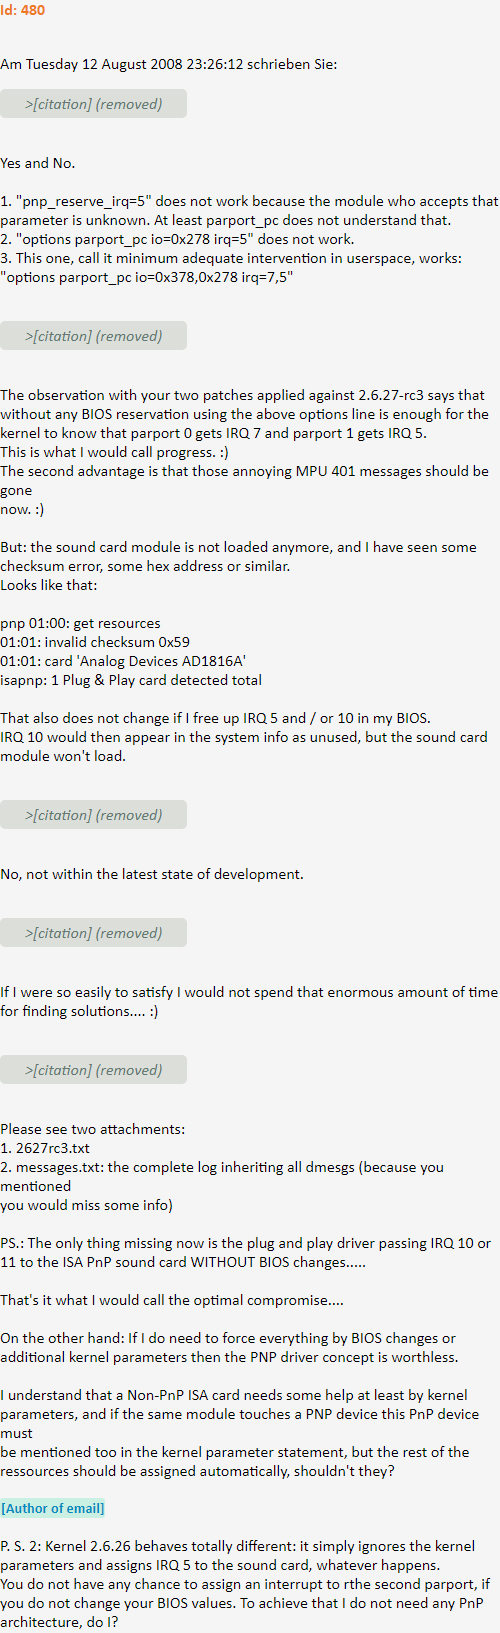 Id: 480
Am Tuesday 12 August 2008 23:26:12 schrieben Sie:
>[citation] (removed)
Yes and No.
1. "pnp_reserve_irq=5" does not work because the module who accepts that
parameter is unknown. At least parport_pc does not understand that.
2. "options parport_pc io=0x278 irq=5" does not work.
3. This one, call it minimum adequate intervention in userspace, works:
"options parport_pc io=0x378,0x278 irq=7,5"
>[citation] (removed)
The observation with your two patches applied against 2.6.27-rc3 says that
without any BIOS reservation using the above options line is enough for the
kernel to know that parport 0 gets IRQ 7 and parport 1 gets IRQ 5.
This is what I would call progress. :)
The second advantage is that those annoying MPU 401 messages should be
gone
now. :)
But: the sound card module is not loaded anymore, and I have seen some
checksum error, some hex address or similar.
Looks like that:
pnp 01:00: get resources
01:01: invalid checksum 0x59
01:01: card 'Analog Devices AD1816A'
isapnp: 1 Plug & Play card detected total
That also does not change if I free up IRQ 5 and / or 10 in my BIOS.
IRQ 10 would then appear in the system info as unused, but the sound card
module won't load.
>[citation] (removed)
No, not within the latest state of development.
>[citation] (removed)
If I were so easily to satisfy I would not spend that enormous amount of time
for finding solutions.... :)
>[citation] (removed)
Please see two attachments:
1. 2627rc3.txt
2. messages.txt: the complete log inheriting all dmesgs (because you
mentioned
you would miss some info)
PS.: The only thing missing now is the plug and play driver passing IRQ 10 or
11 to the ISA PnP sound card WITHOUT BIOS changes.....
That's it what I would call the optimal compromise....
On the other hand: If I do need to force everything by BIOS changes or
additional kernel parameters then the PNP driver concept is worthless.
I understand that a Non-PnP ISA card needs some help at least by kernel
parameters, and if the same module touches a PNP device this PnP device
must
be mentioned too in the kernel parameter statement, but the rest of the
ressources should be assigned automatically, shouldn't they?
[Author of email]
P. S. 2: Kernel 2.6.26 behaves totally different: it simply ignores the kernel
parameters and assigns IRQ 5 to the sound card, whatever happens.
You do not have any chance to assign an interrupt to rthe second parport, if
you do not change your BIOS values. To achieve that I do not need any PnP
architecture, do I?